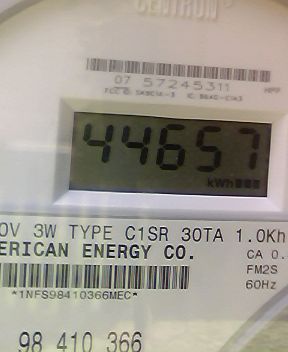 CENTRON
07 57245311
44657
kWh
0V 3W TYPE C1SR 30TA 1.0Kh
ERICAN ENERGY CO.
CA 0.
FM2S
60Hz
*1NFS98410366MEC*
98 410 366